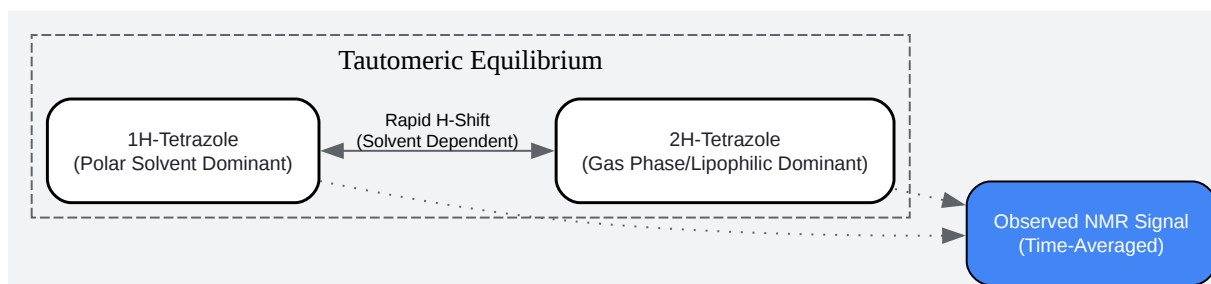 Tautomeric Equilibrium
1H-Tetrazole
(Polar Solvent Dominant)
Rapid H-Shift
(Solvent Dependent)
2H-Tetrazole
(Gas Phase/Lipophilic Dominant)
Observed NMR Signal
(Time-Averaged)